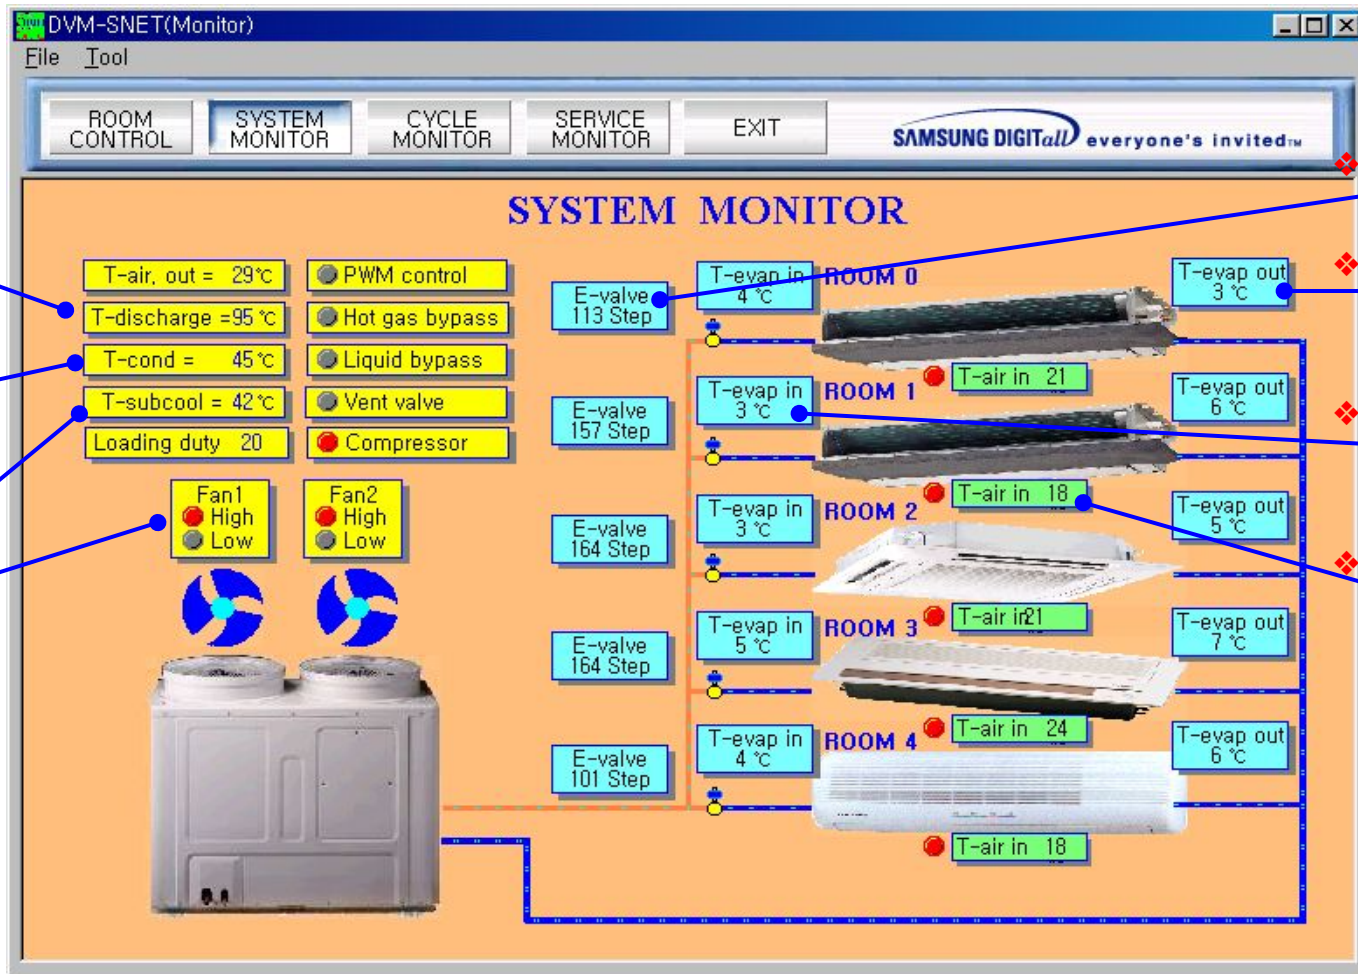 DVM-SNET(Monitor)
File Tool
ROOM CONTROL
SYSTEM MONITOR
CYCLE MONITOR
SERVICE MONITOR
EXIT
SAMSUNG DIGITall everyone's invited™
SYSTEM MONITOR
T-air, out = 29℃
T-discharge =95 ℃
T-cond = 45℃
T-subcool = 42℃
Loading duty 20
PWM control
Hot gas bypass
Liquid bypass
Vent valve
Compressor
Fan1
High
Low
Fan2
High
Low
E-valve
113 Step
T-evap in
4 ℃
ROOM 0
T-evap out
3 ℃
T-air in 21
E-valve
157 Step
T-evap in
3 ℃
ROOM 1
T-evap out
6 ℃
T-air in 18
E-valve
164 Step
T-evap in
3 ℃
ROOM 2
T-evap out
5 ℃
T-air in21
E-valve
164 Step
T-evap in
5 ℃
ROOM 3
T-evap out
7 ℃
T-air in 24
E-valve
101 Step
T-evap in
4 ℃
ROOM 4
T-evap out
6 ℃
T-air in 18